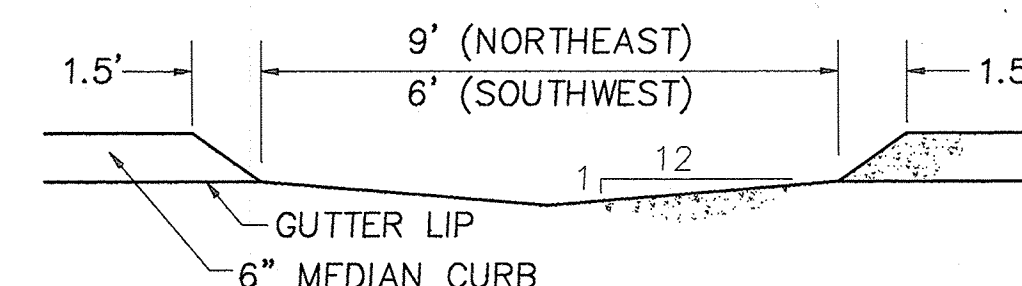 9' (NORTHEAST)
1.5'
6' (SOUTHWEST)
1.5
12
1
GUTTER LIP
6" MEDIAN CURB